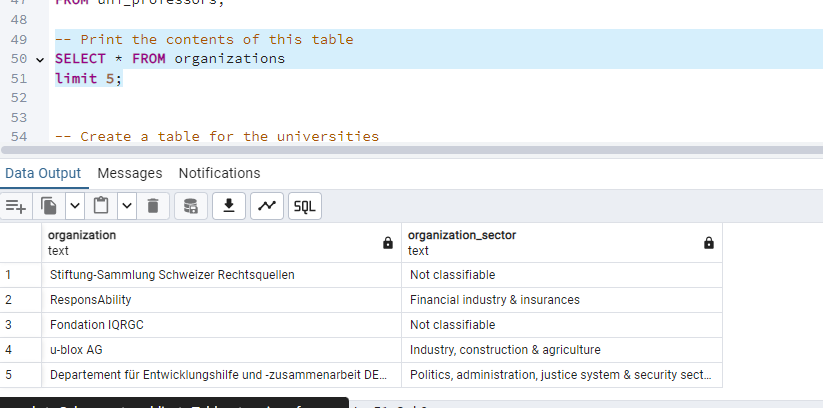 47 FROM uni_professors;
48
49 -- Print the contents of this table
50 SELECT * FROM organizations
51 limit 5;
52
53
54 -- Create a table for the universities
Data Output Messages Notifications
SQL
organization organization_sector
text text
1 Stiftung-Sammlung Schweizer Rechtsquellen Not classifiable
2 ResponsAbility Financial industry & insurances
3 Fondation IQRGC Not classifiable
4 u-blox AG Industry, construction & agriculture
5 Departement für Entwicklungshilfe und -zusammenarbeit DE... Politics, administration, justice system & security sect...